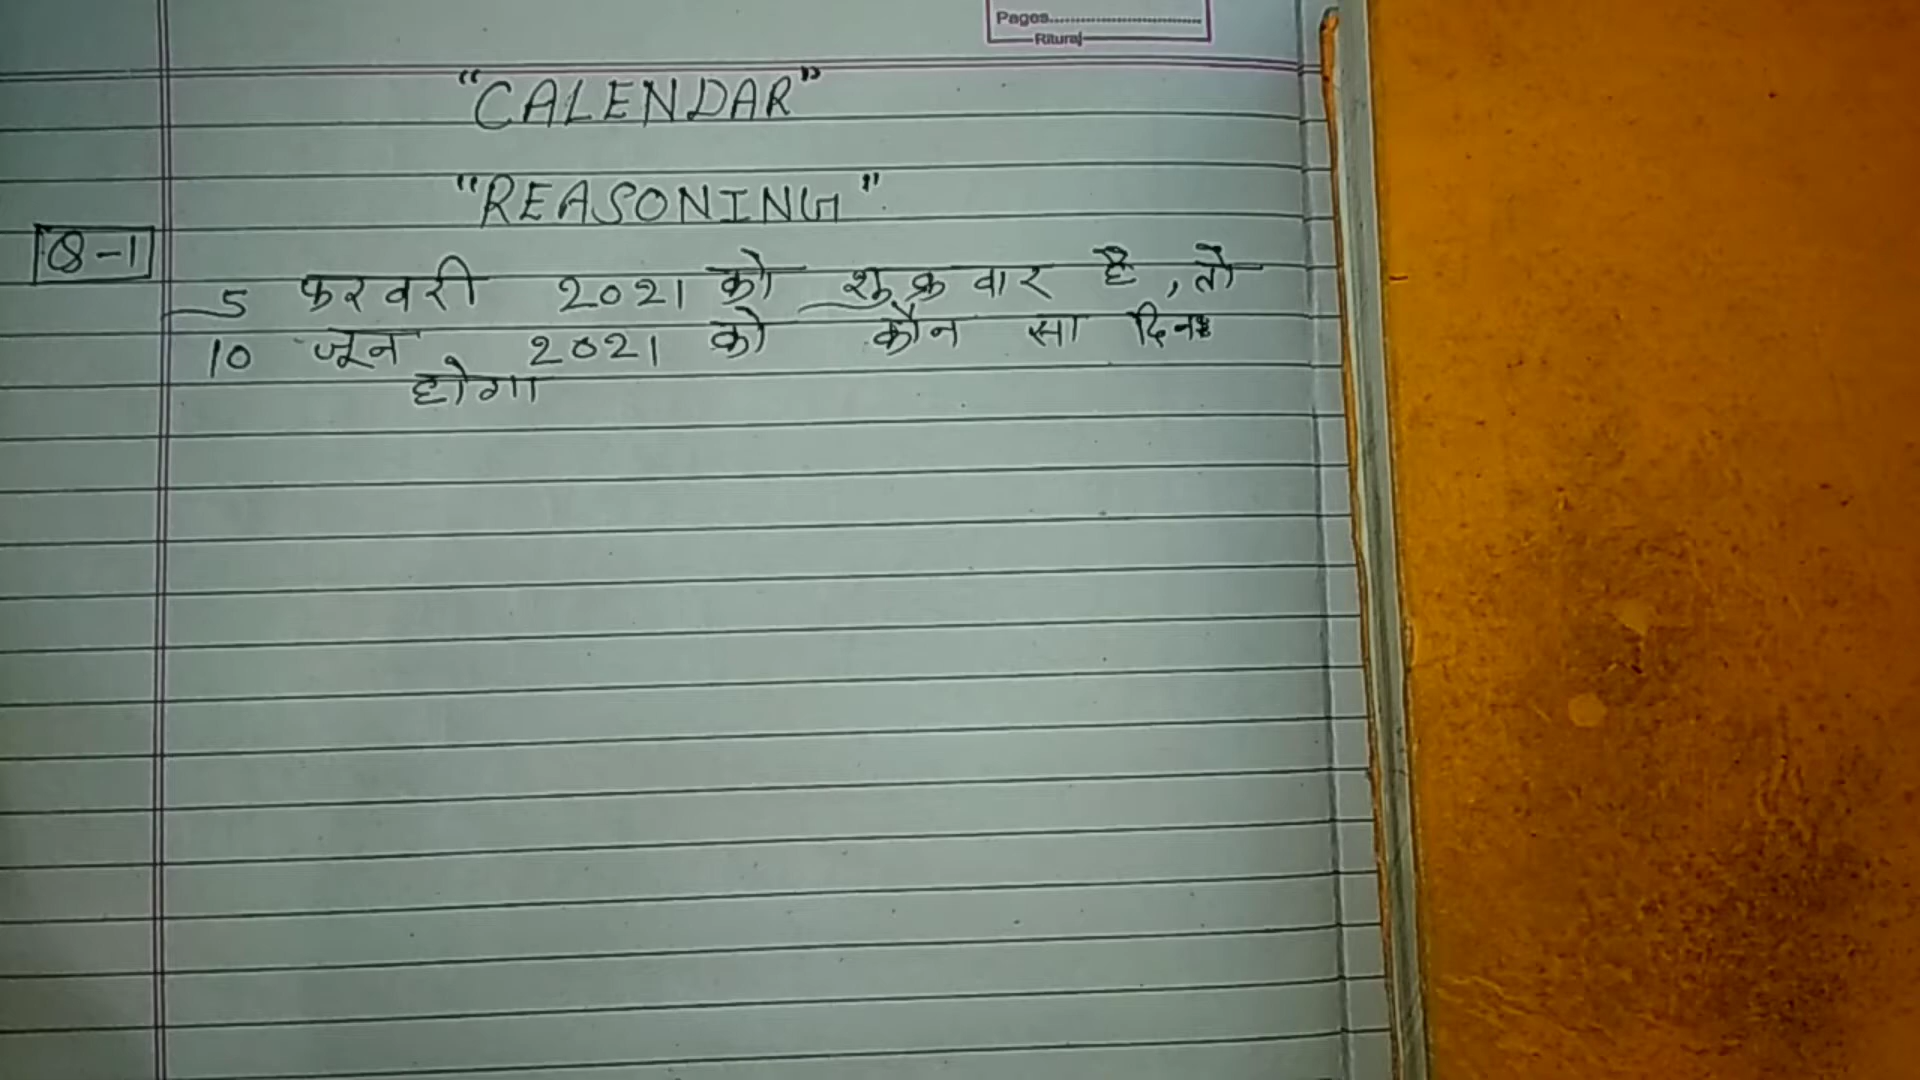 Pages..............................
Rituraj
"CALENDAR"
"REASONING"
Q-1
5 फरवरी 2021 को शुक्रवार है, तो
10 जून 2021 को कौन सा दिन
होगा